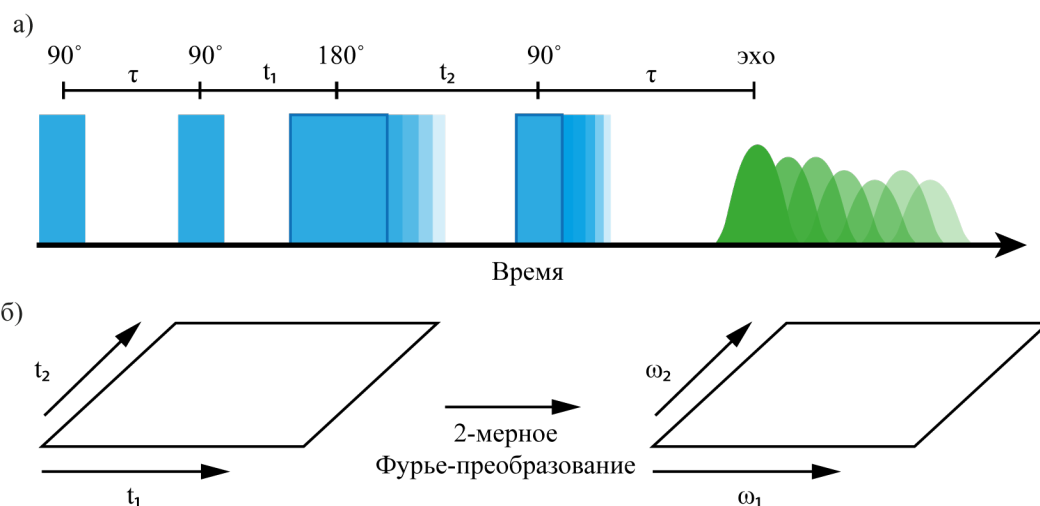 а)
90° 90° 180° 90° эхо
τ t₁ t₂ τ
Время
б)
t₂
t₁
2-мерное
Фурье-преобразование
ω₂
ω₁